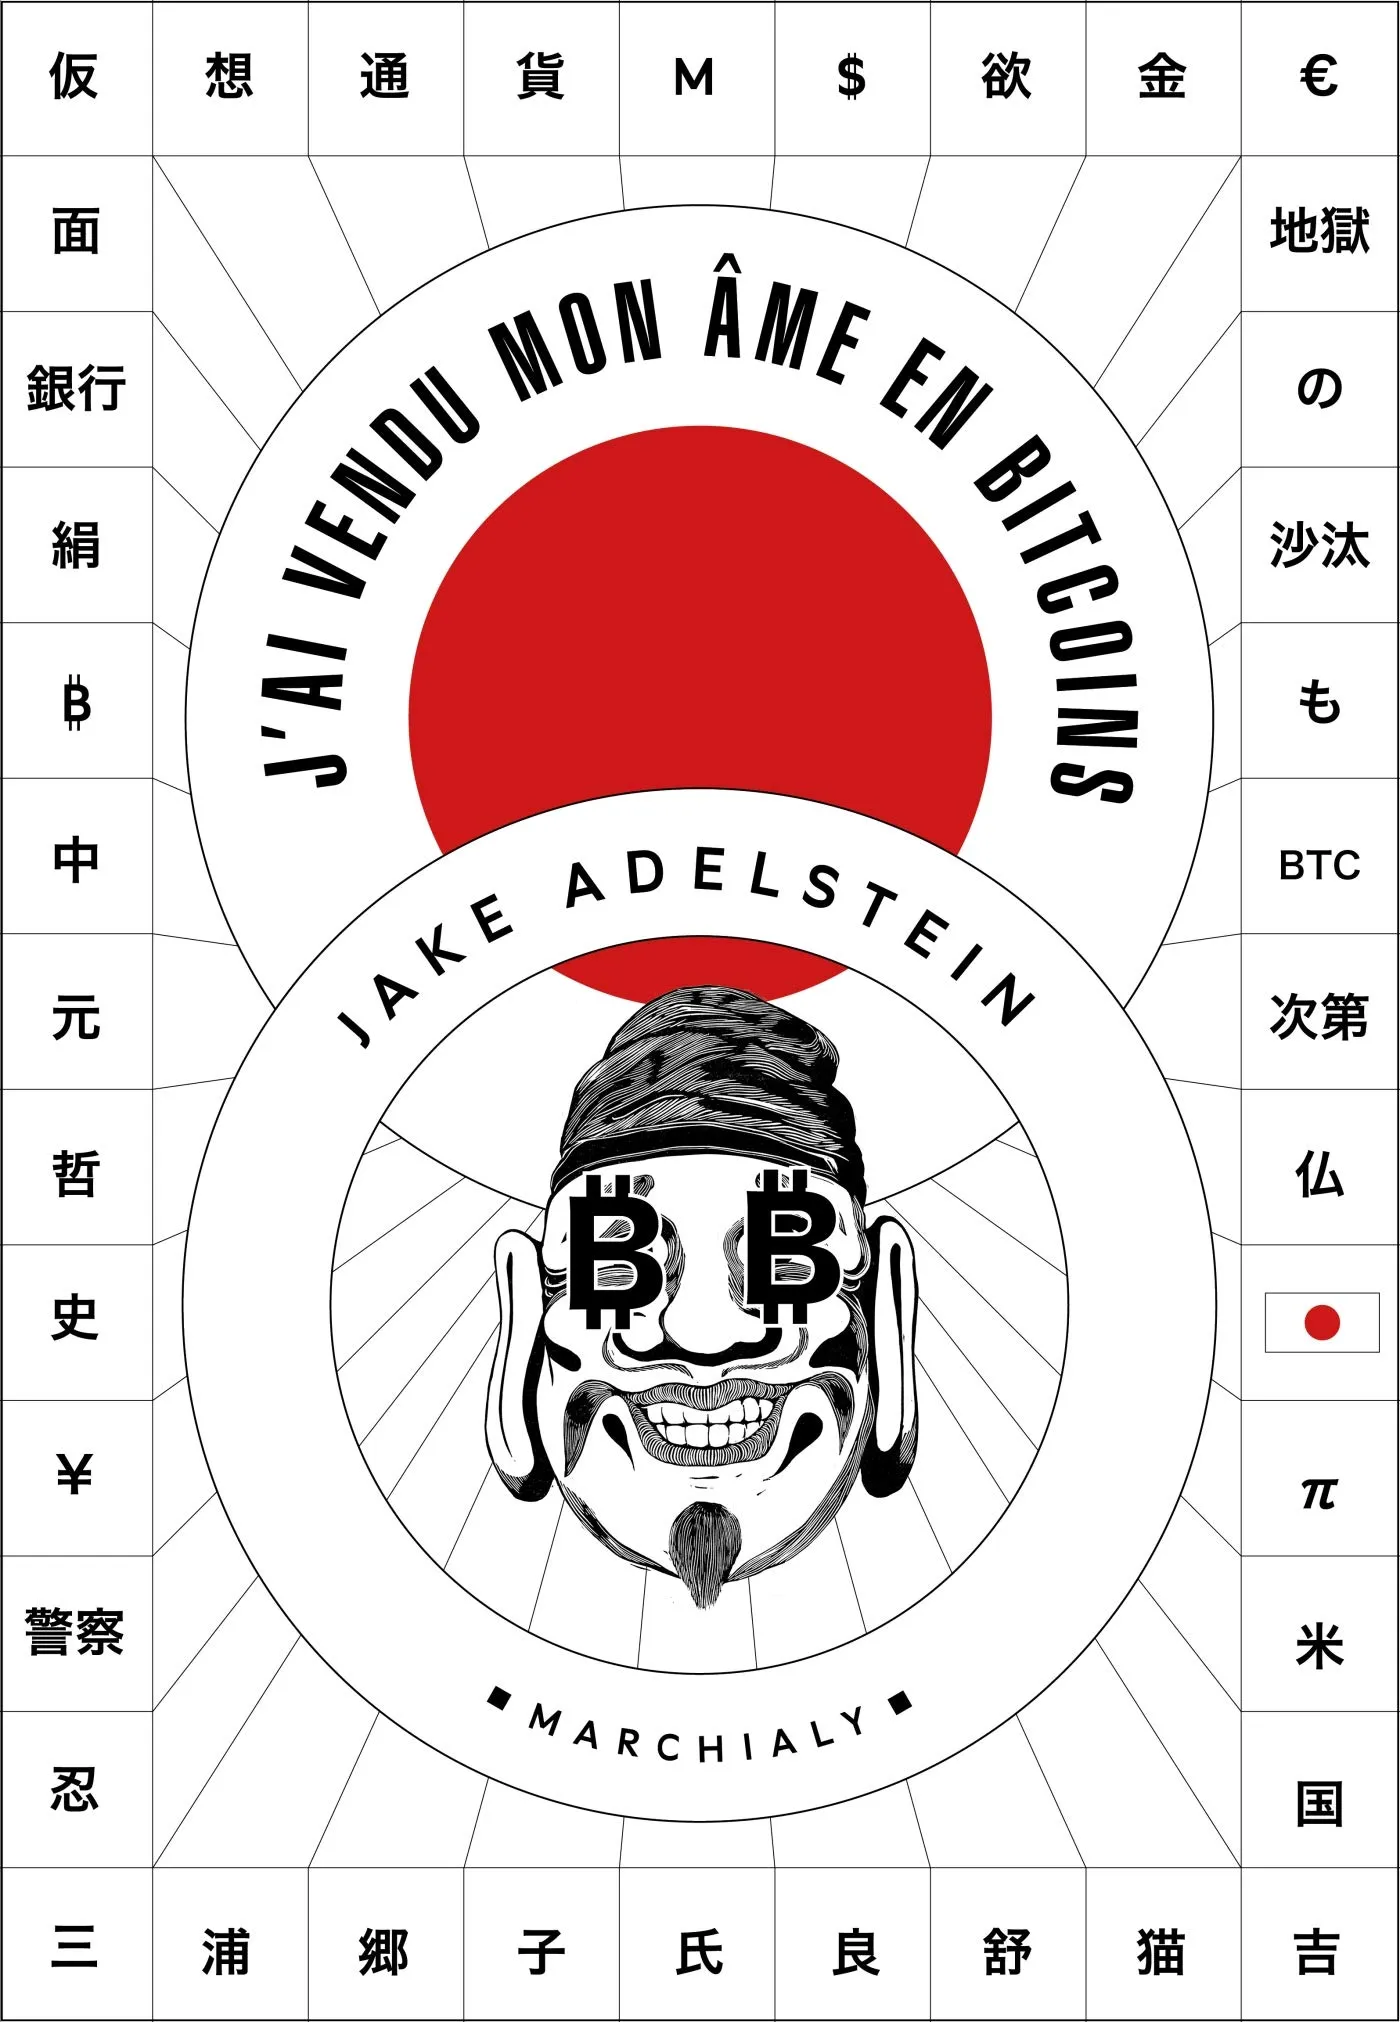 仮 想 通 貨 M $ 欲 金 €
面 地獄
銀行 の
絹 沙汰
₿ も
中 BTC
元 次第
哲 仏
史
¥ π
警察 米
忍 国
三 浦 郷 子 氏 良 舒 猫 吉
J'AI VENDU MON ÂME EN BITCOINS
JAKE ADELSTEIN
₿ ₿
▪ MARCHIALY ▪